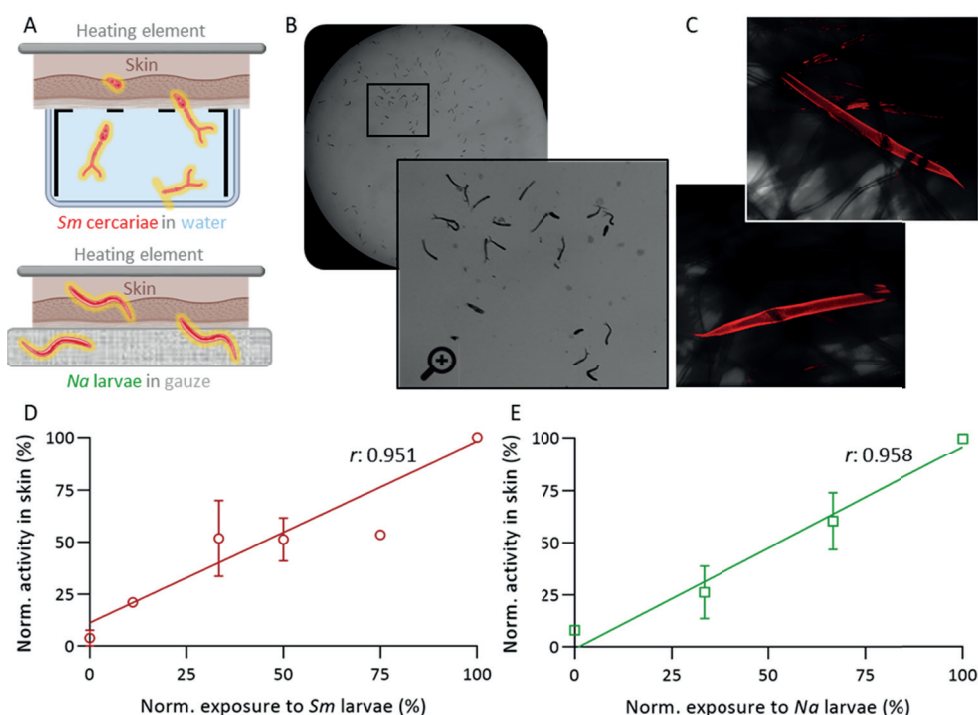 A
Heating element
Skin
Sm cercariae in water
Heating element
Skin
Na larvae in gauze
B
C
D
Norm. activity in skin (%)
100
75
50
25
0
r: 0.951
0
25
50
75
100
Norm. exposure to Sm larvae (%)
E
Norm. activity in skin (%)
100
75
50
25
0
r: 0.958
0
25
50
75
100
Norm. exposure to Na larvae (%)